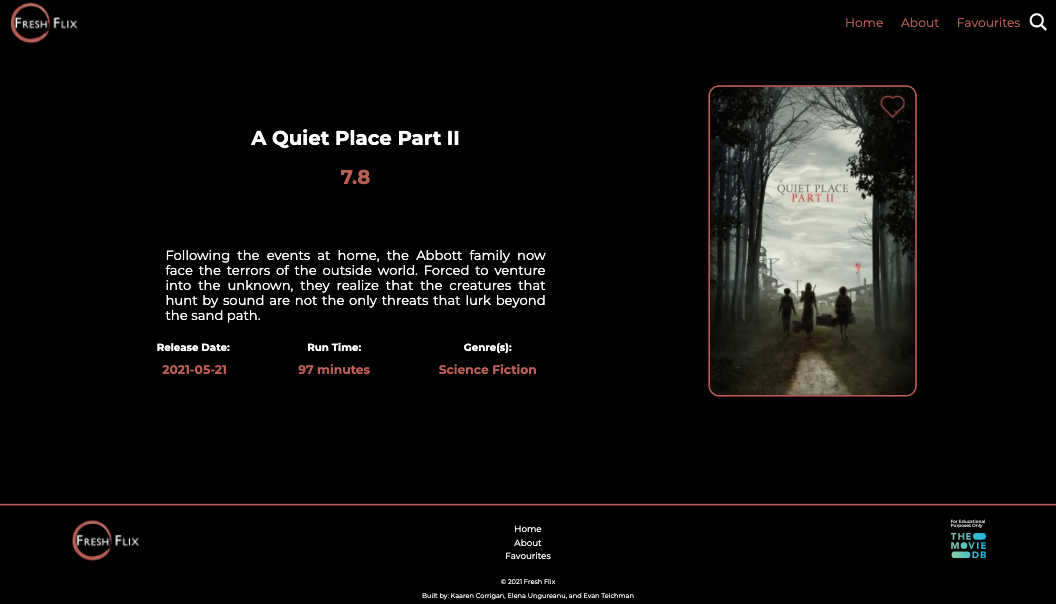 FRESH FLIX
Home About Favourites
A Quiet Place Part II
7.8
A
QUIET PLACE
PART II
Following the events at home, the Abbott family now
face the terrors of the outside world. Forced to venture
into the unknown, they realize that the creatures that
hunt by sound are not the only threats that lurk beyond
the sand path.
Release Date: Run Time: Genre(s):
2021-05-21 97 minutes Science Fiction
FRESH FLIX
Home
About
Favourites
For Educational
Purposes Only
THE
MOVIE
DB
© 2021 Fresh Flix
Built by: Kaaren Corrigan, Elena Ungureanu, and Evan Teichman